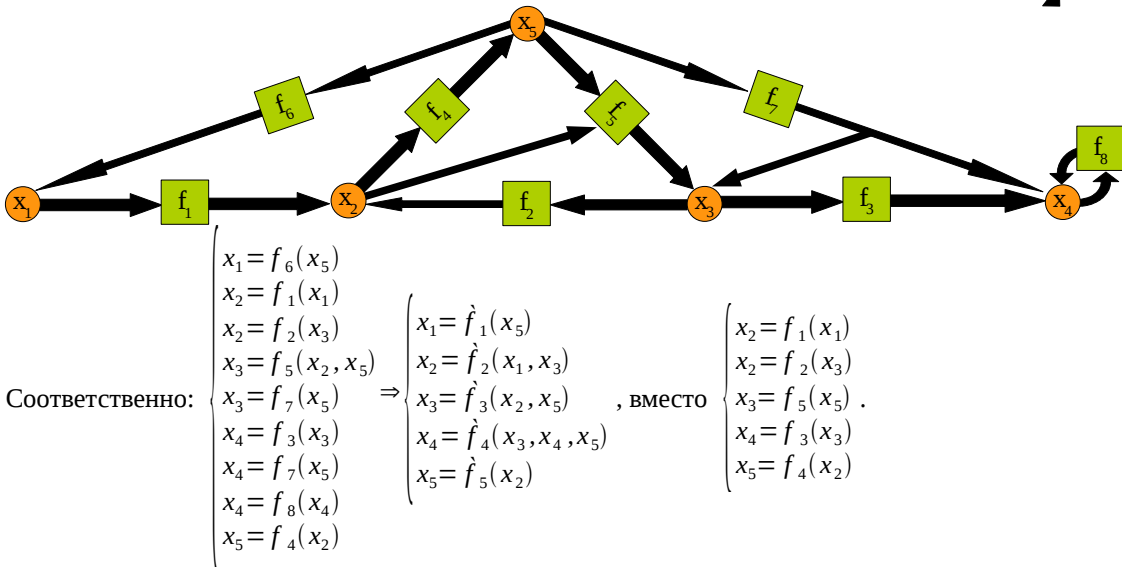 x5
f6 f4 f5 f7 f8
x1 f1 x2 f2 x3 f3 x4
Соответственно:
x1=f6(x5)
x2=f1(x1)
x2=f2(x3)
x3=f5(x2,x5)
x3=f7(x5)
x4=f3(x3)
x4=f7(x5)
x4=f8(x4)
x5=f4(x2)
⇒
x1=f̀1(x5)
x2=f̀2(x1,x3)
x3=f̀3(x2,x5)
x4=f̀4(x3,x4,x5)
x5=f̀5(x2)
, вместо
x2=f1(x1)
x2=f2(x3)
x3=f5(x5)
x4=f3(x3)
x5=f4(x2)
.